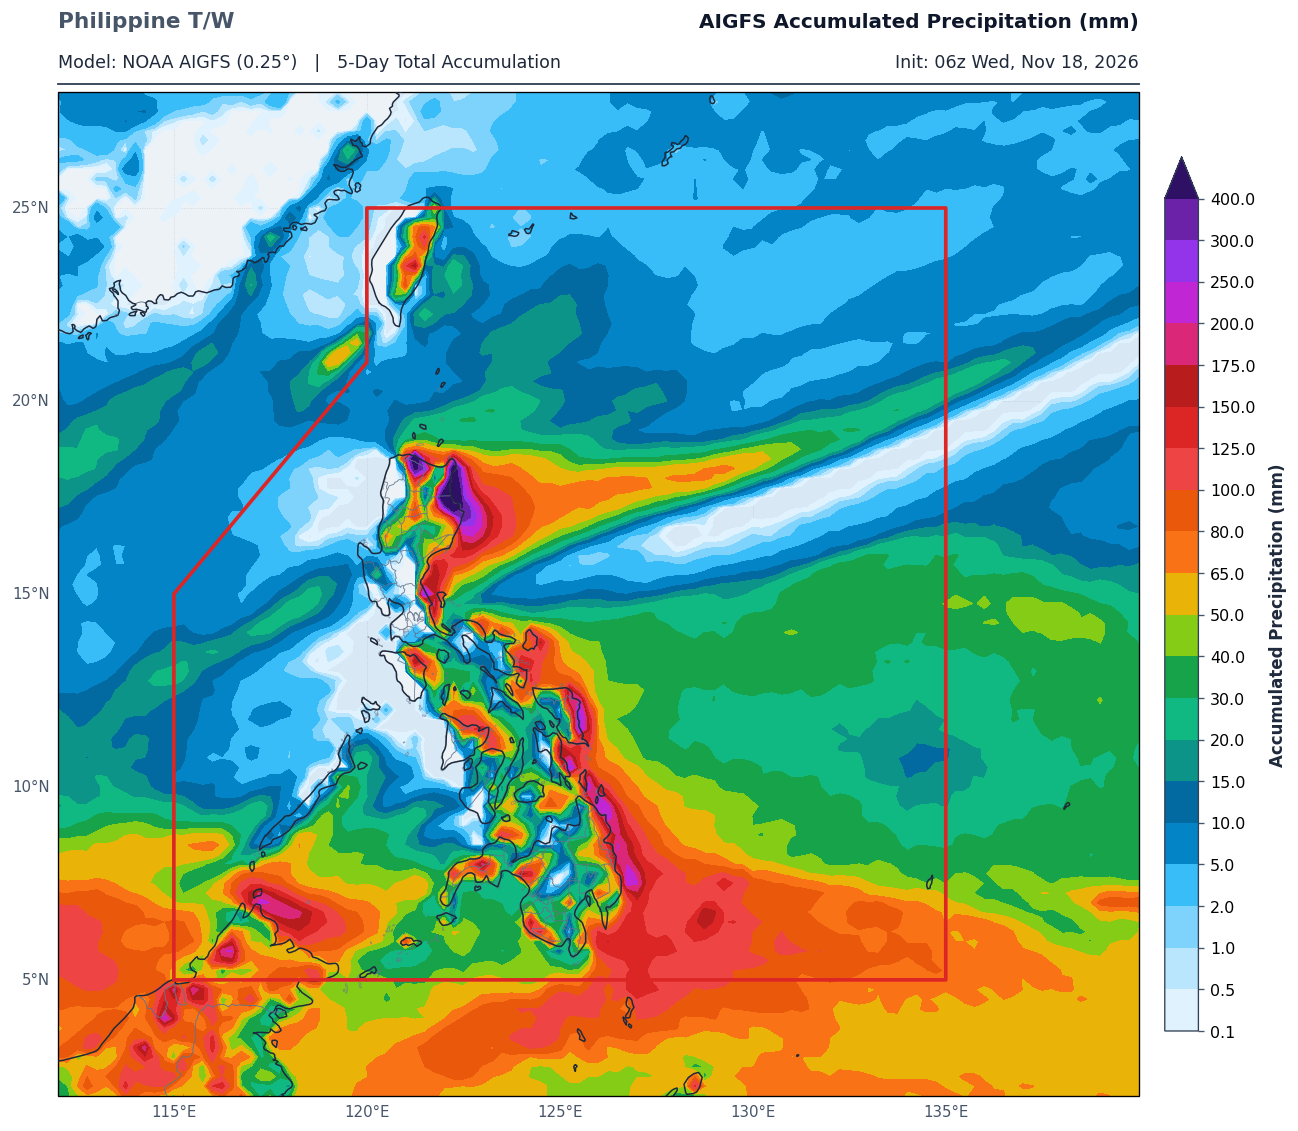 Philippine T/W
AIGFS Accumulated Precipitation (mm)
Model: NOAA AIGFS (0.25°) | 5-Day Total Accumulation
Init: 06z Wed, Nov 18, 2026
25°N
20°N
15°N
10°N
5°N
115°E
120°E
125°E
130°E
135°E
400.0
300.0
250.0
200.0
175.0
150.0
125.0
100.0
80.0
65.0
50.0
40.0
30.0
20.0
15.0
10.0
5.0
2.0
1.0
0.5
0.1
Accumulated Precipitation (mm)